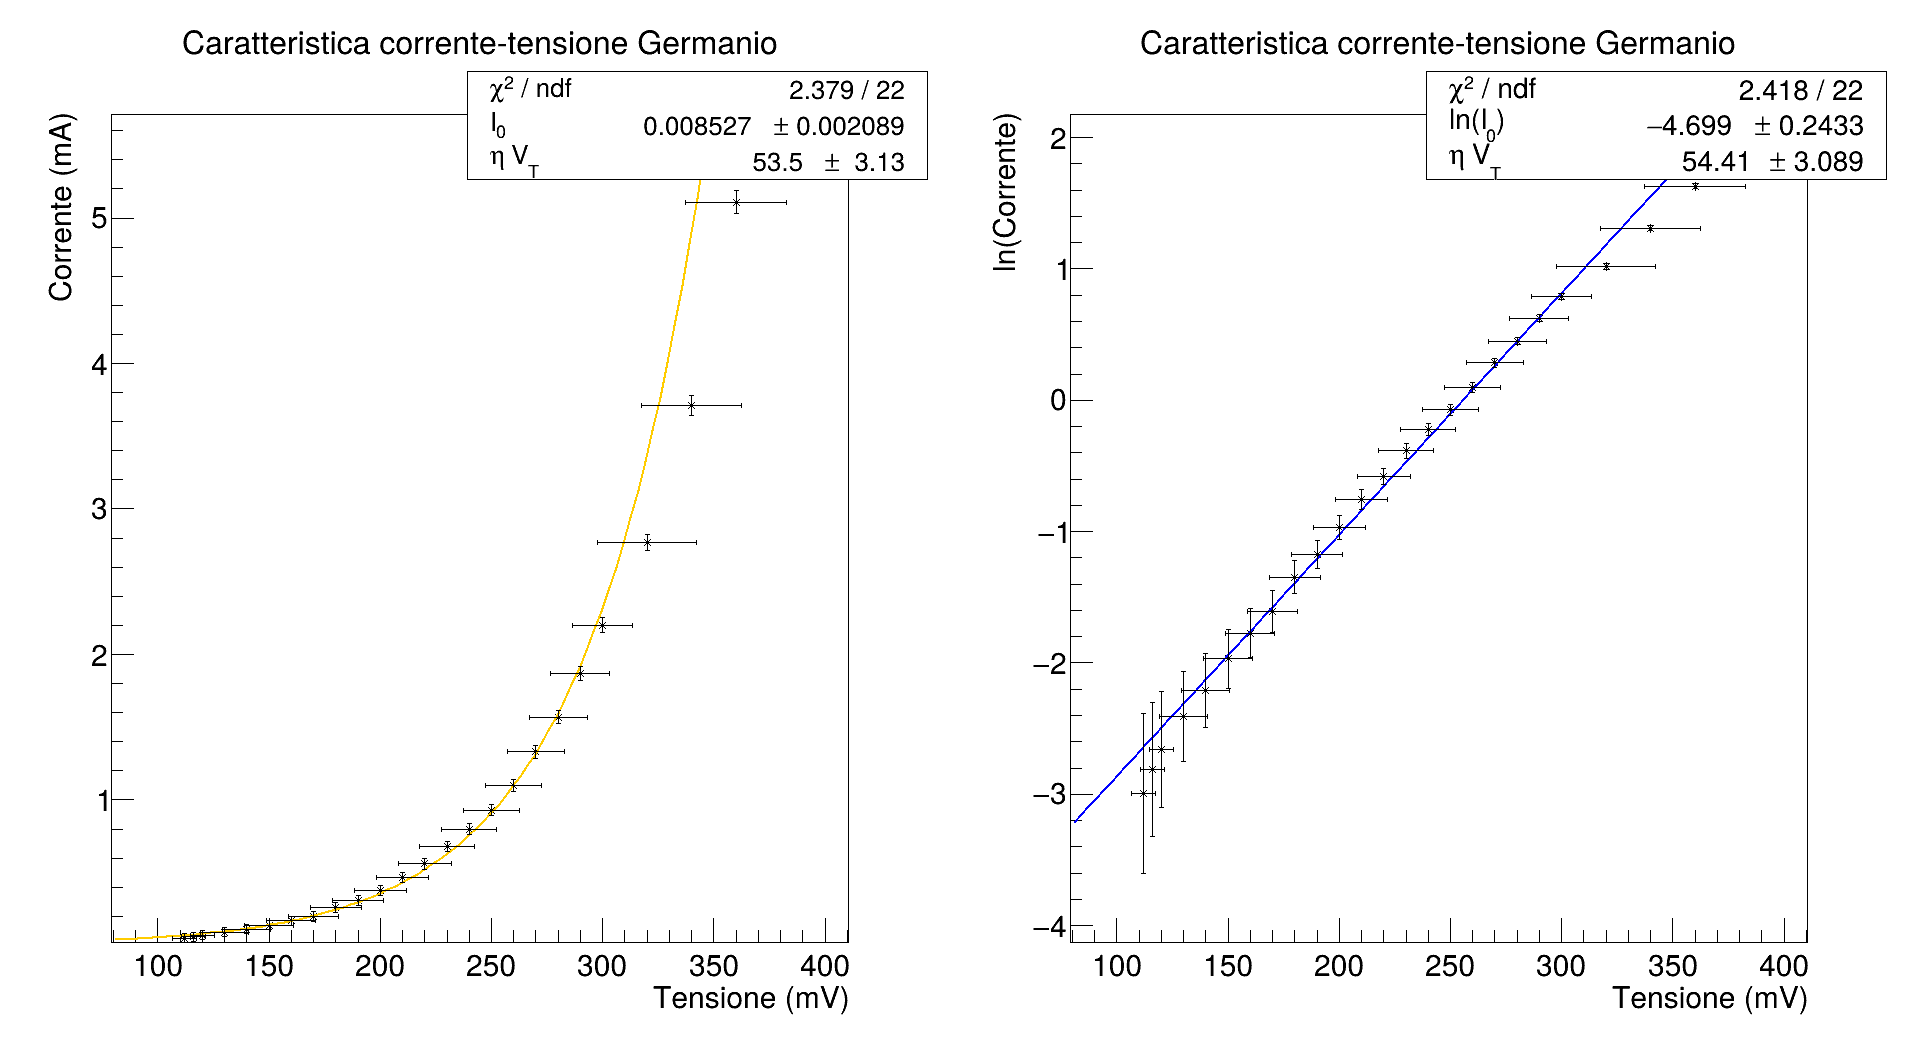 Caratteristica corrente-tensione Germanio
χ² / ndf 2.379 / 22
I₀ 0.008527 ± 0.002089
η V_T 53.5 ± 3.13
Corrente (mA)
5
4
3
2
1
100 150 200 250 300 350 400
Tensione (mV)
Caratteristica corrente-tensione Germanio
χ² / ndf 2.418 / 22
ln(I₀) −4.699 ± 0.2433
η V_T 54.41 ± 3.089
ln(Corrente)
2
1
0
−1
−2
−3
−4
100 150 200 250 300 350 400
Tensione (mV)